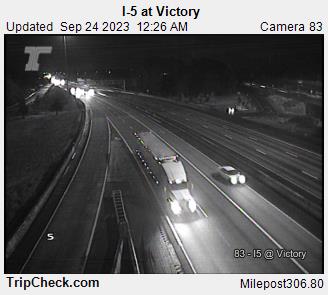 I-5 at Victory
Updated Sep 24 2023 12:26 AM Camera 83
S
83 - I5 @ Victory
TripCheck.com Milepost306.80